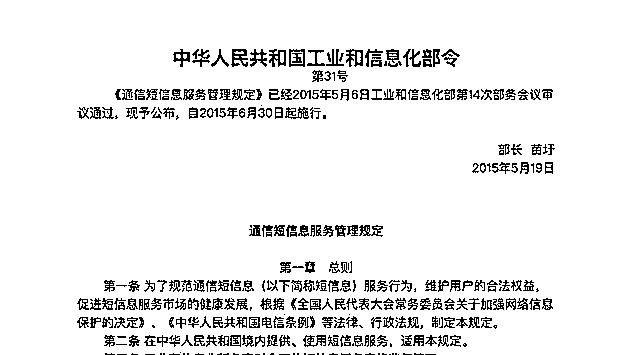 中华人民共和国工业和信息化部令
第31号
《通信短信息服务管理规定》已经2015年5月6日工业和信息化部第14次部务会议审
议通过，现予公布，自2015年6月30日起施行。
部长 苗圩
2015年5月19日
通信短信息服务管理规定
第一章 总则
第一条 为了规范通信短信息（以下简称短信息）服务行为，维护用户的合法权益，
促进短信息服务市场的健康发展，根据《全国人民代表大会常务委员会关于加强网络信息
保护的决定》、《中华人民共和国电信条例》等法律、行政法规，制定本规定。
第二条 在中华人民共和国境内提供、使用短信息服务，适用本规定。